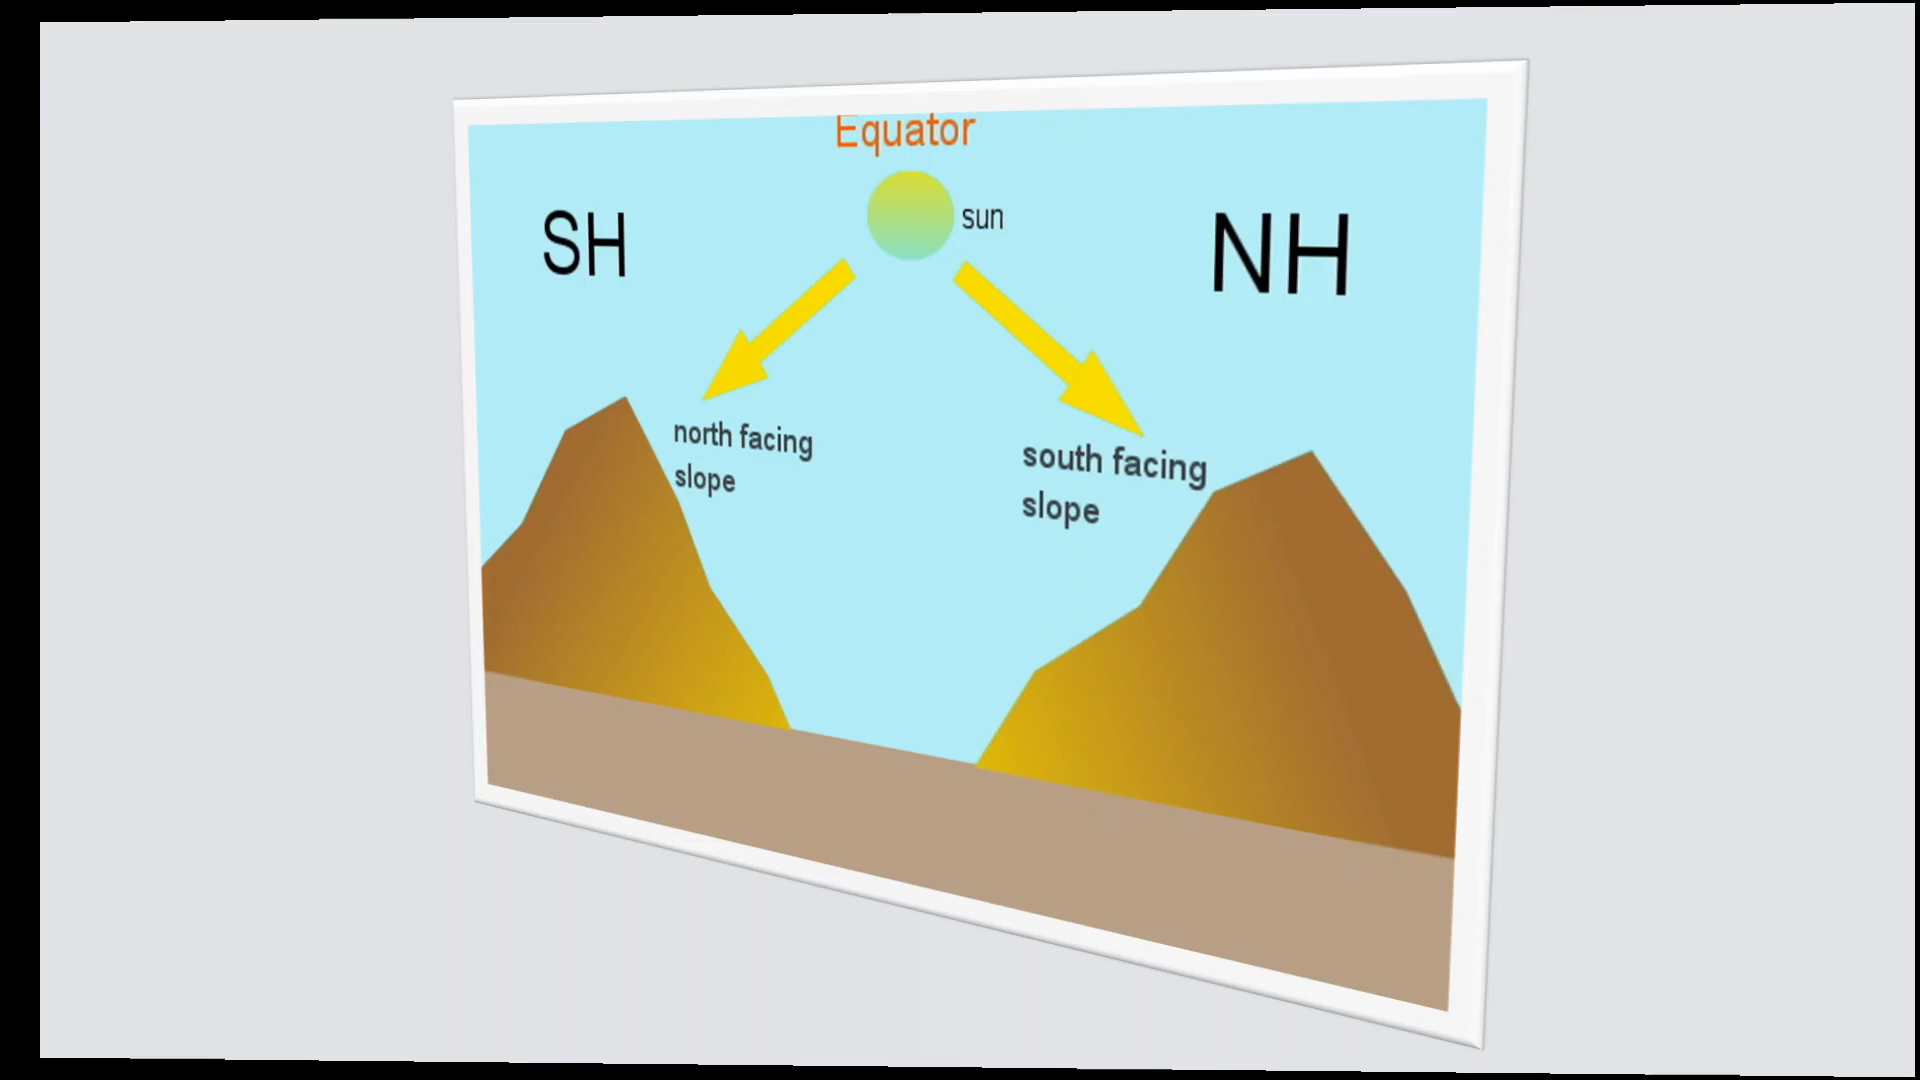 Equator
sun
SH
NH
north facing
slope
south facing
slope